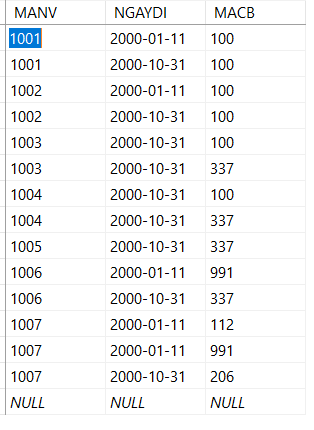 MANV NGAYDI MACB
1001 2000-01-11 100
1001 2000-10-31 100
1002 2000-01-11 100
1002 2000-10-31 100
1003 2000-10-31 100
1003 2000-10-31 337
1004 2000-10-31 100
1004 2000-10-31 337
1005 2000-10-31 337
1006 2000-01-11 991
1006 2000-10-31 337
1007 2000-01-11 112
1007 2000-01-11 991
1007 2000-10-31 206
NULL NULL NULL